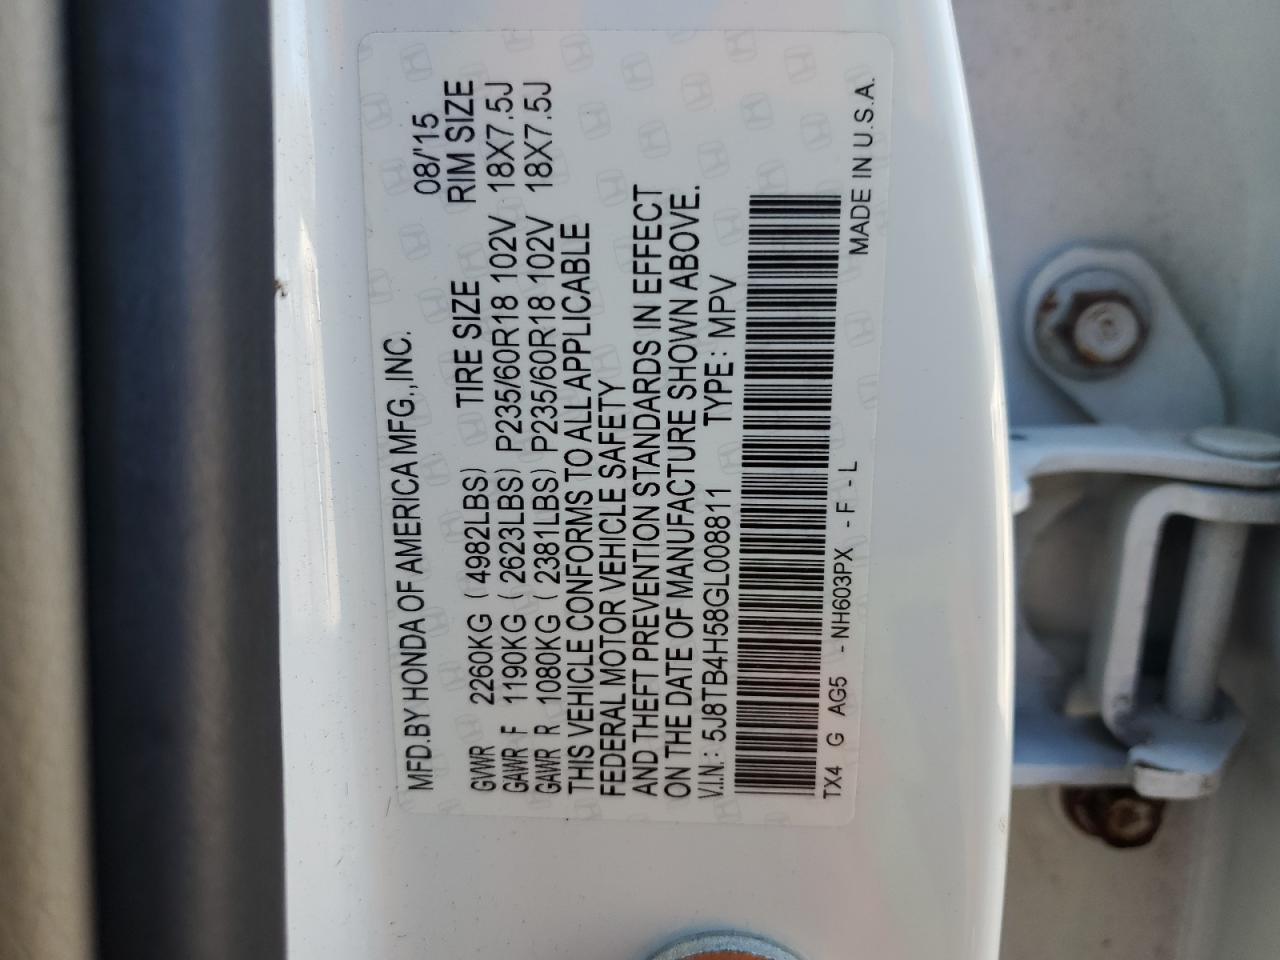 MFD.BY HONDA OF AMERICA MFG.,INC. 08/'15
TIRE SIZE RIM SIZE
GVWR 2260KG (4982LBS)
GAWR F 1190KG (2623LBS) P235/60R18 102V 18X7.5J
GAWR R 1080KG (2381LBS) P235/60R18 102V 18X7.5J
THIS VEHICLE CONFORMS TO ALL APPLICABLE
FEDERAL MOTOR VEHICLE SAFETY
AND THEFT PREVENTION STANDARDS IN EFFECT
ON THE DATE OF MANUFACTURE SHOWN ABOVE.
V.I.N.: 5J8TB4H58GL008811 TYPE: MPV
TX4 G AG5 - NH603PX - F - L MADE IN U.S.A.